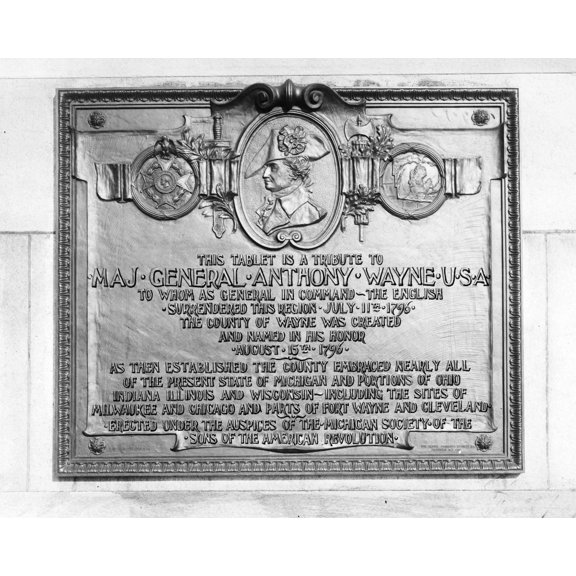 THIS TABLET IS A TRIBUTE TO
MAJ · GENERAL · ANTHONY · WAYNE · U · S · A
TO WHOM AS GENERAL IN COMMAND – THE ENGLISH
· SURRENDERED THIS REGION · JULY · 11TH · 1796 ·
THE COUNTY OF WAYNE WAS CREATED
AND NAMED IN HIS HONOR
· AUGUST · 15TH · 1796 ·
AS THEN ESTABLISHED THE COUNTY EMBRACED NEARLY ALL
OF THE PRESENT STATE OF MICHIGAN AND PORTIONS OF OHIO
INDIANA ILLINOIS AND WISCONSIN – INCLUDING THE SITES OF
MILWAUKEE AND CHICAGO AND PARTS OF FORT WAYNE AND CLEVELAND ·
· ERECTED UNDER THE AUSPICES OF THE · MICHIGAN SOCIETY · OF THE
· SONS OF THE AMERICAN REVOLUTION ·